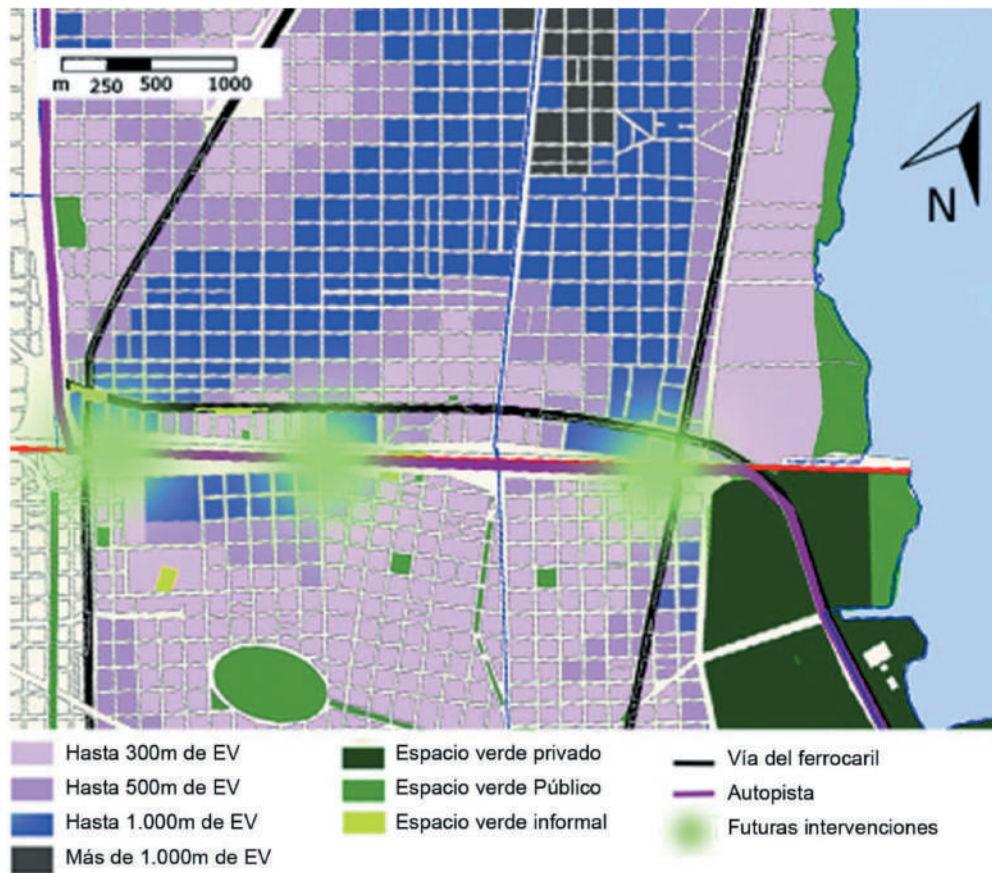 m 250 500 1000
N
Hasta 300m de EV
Hasta 500m de EV
Hasta 1.000m de EV
Más de 1.000m de EV
Espacio verde privado
Espacio verde Público
Espacio verde informal
Vía del ferrocaril
Autopista
Futuras intervenciones